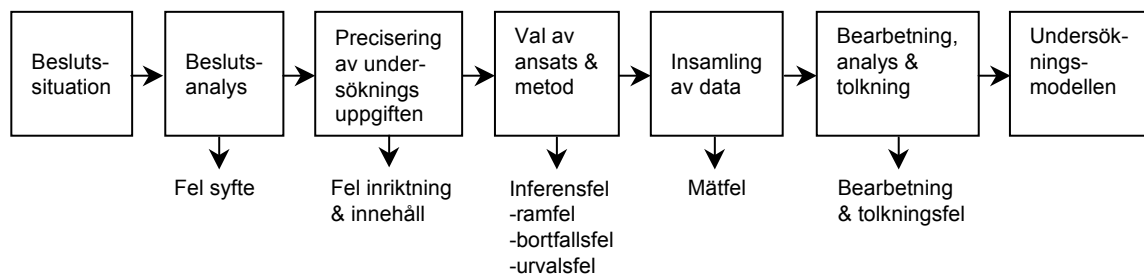 Besluts-
situation
Besluts-
analys
Precisering
av under-
söknings
uppgiften
Val av
ansats &
metod
Insamling
av data
Bearbetning,
analys &
tolkning
Undersök-
nings-
modellen
Fel syfte
Fel inriktning
& innehåll
Inferensfel
-ramfel
-bortfallsfel
-urvalsfel
Mätfel
Bearbetning
& tolkningsfel